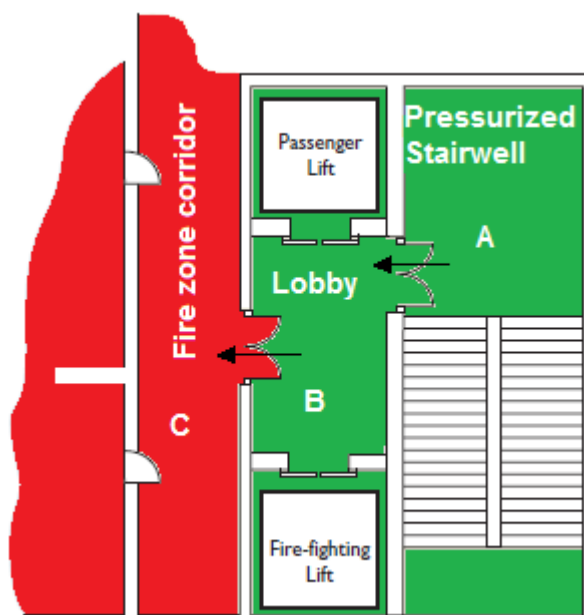 Fire zone corridor
C
Passenger
Lift
Lobby
B
Fire-fighting
Lift
Pressurized
Stairwell
A